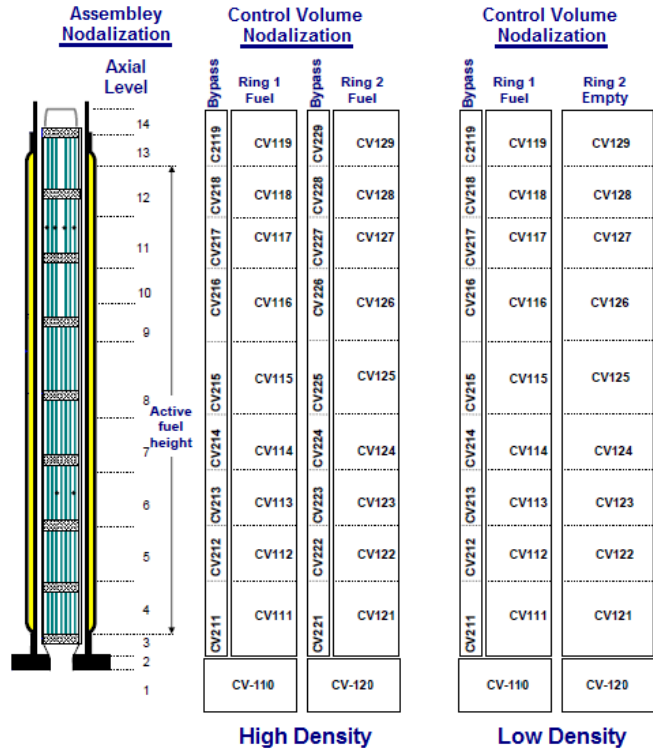 Assembley
Nodalization
Axial
Level
14
13
12
11
10
9
8
7
6
5
4
3
2
1
Active
fuel
height
Control Volume
Nodalization
Bypass
Ring 1
Fuel
Bypass
Ring 2
Fuel
C2119
CV119
CV229
CV129
CV218
CV118
CV228
CV128
CV217
CV117
CV227
CV127
CV216
CV116
CV226
CV126
CV215
CV115
CV225
CV125
CV214
CV114
CV224
CV124
CV213
CV113
CV223
CV123
CV212
CV112
CV222
CV122
CV211
CV111
CV221
CV121
CV-110
CV-120
High Density
Control Volume
Nodalization
Bypass
Ring 1
Fuel
Ring 2
Empty
C2119
CV119
CV129
CV218
CV118
CV128
CV217
CV117
CV127
CV216
CV116
CV126
CV215
CV115
CV125
CV214
CV114
CV124
CV213
CV113
CV123
CV212
CV112
CV122
CV211
CV111
CV121
CV-110
CV-120
Low Density